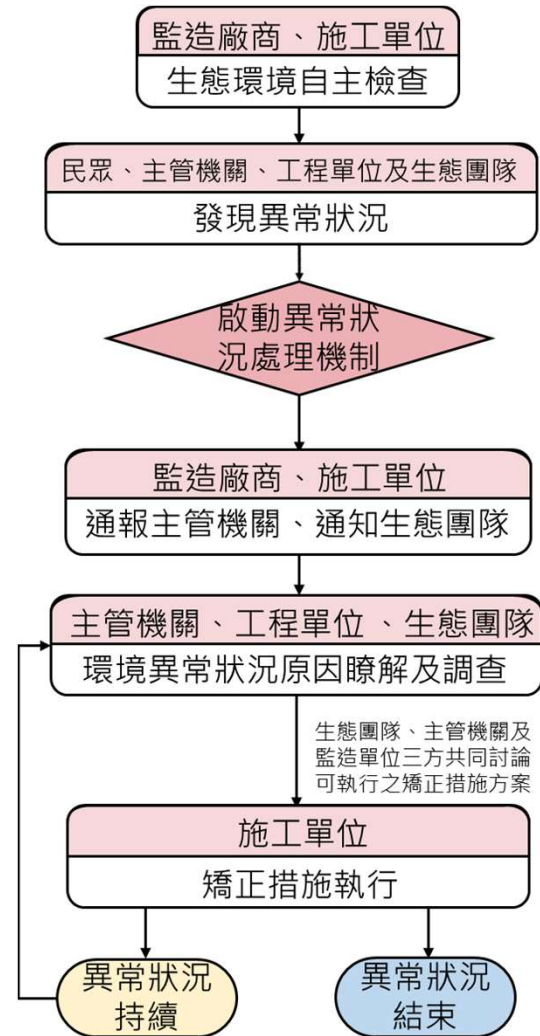 監造廠商、施工單位
生態環境自主檢查
民眾、主管機關、工程單位及生態團隊
發現異常狀況
啟動異常狀
況處理機制
監造廠商、施工單位
通報主管機關、通知生態團隊
主管機關、工程單位、生態團隊
環境異常狀況原因瞭解及調查
生態團隊、主管機關及
監造單位三方共同討論
可執行之矯正措施方案
施工單位
矯正措施執行
異常狀況
持續
異常狀況
結束